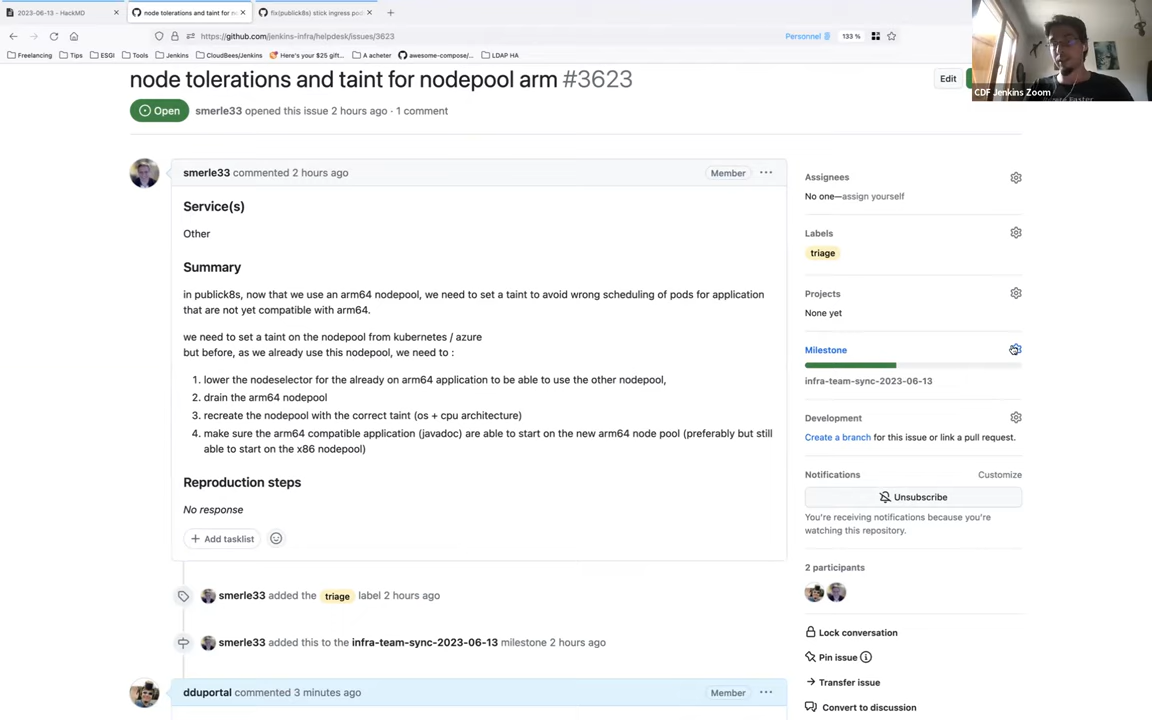 2023-06-13 - HackMD
node tolerations and taint for n
fix(publick8s) stick ingress poc
https://github.com/jenkins-infra/helpdesk/issues/3623
Personnel
133 %
Freelancing
Tips
ESGI
Tools
Jenkins
CloudBees/Jenkins
Here's your $25 gift...
A acheter
awesome-compose/...
LDAP HA
CDF Jenkins Zoom
node tolerations and taint for nodepool arm #3623
Edit
Open
smerle33 opened this issue 2 hours ago · 1 comment
smerle33 commented 2 hours ago
Member
Service(s)
Other
Summary
in publick8s, now that we use an arm64 nodepool, we need to set a taint to avoid wrong scheduling of pods for application
that are not yet compatible with arm64.
we need to set a taint on the nodepool from kubernetes / azure
but before, as we already use this nodepool, we need to :
1. lower the nodeselector for the already on arm64 application to be able to use the other nodepool,
2. drain the arm64 nodepool
3. recreate the nodepool with the correct taint (os + cpu architecture)
4. make sure the arm64 compatible application (javadoc) are able to start on the new arm64 node pool (preferably but still
able to start on the x86 nodepool)
Reproduction steps
No response
Add tasklist
smerle33 added the triage label 2 hours ago
smerle33 added this to the infra-team-sync-2023-06-13 milestone 2 hours ago
dduportal commented 3 minutes ago
Member
Assignees
No one—assign yourself
Labels
triage
Projects
None yet
Milestone
infra-team-sync-2023-06-13
Development
Create a branch for this issue or link a pull request.
Notifications
Customize
Unsubscribe
You're receiving notifications because you're
watching this repository.
2 participants
Lock conversation
Pin issue
Transfer issue
Convert to discussion